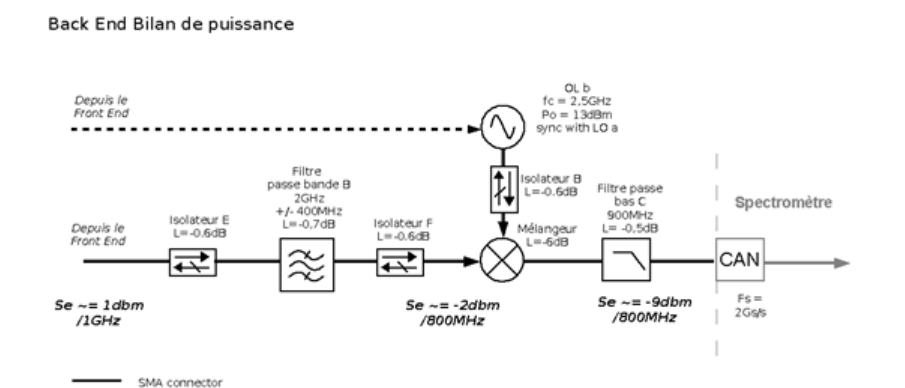 Back End Bilan de puissance
Depuis le
Front End
OL b
fc = 2,5GHz
Po = 13dBm
sync with LO a
Filtre
passe bande B
2GHz
+/- 400MHz
L=-0,7dB
Isolateur B
L=-0.6dB
Filtre passe
bas C
900MHz
L= -0,5dB
Spectromètre
Depuis le
Front End
Isolateur E
L=-0.6dB
Isolateur F
L=-0.6dB
Mélangeur
L=-6dB
CAN
Se ~= 1dbm
/1GHz
Se ~= -2dbm
/800MHz
Se ~= -9dbm
/800MHz
Fs =
2Gs/s
SMA connector